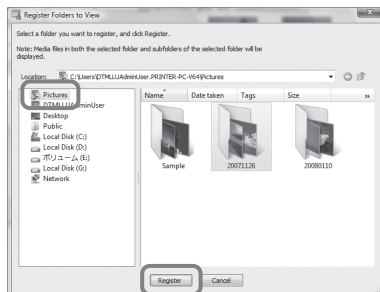 Register Folders to View
Select a folder you want to register, and click Register.
Note: Media files in both the selected folder and subfolders of the selected folder will be
displayed.
Location: C:\Users\DTMLLUAdminUser.PRINTER-PC-V64\Pictures
Pictures
DTMLLUAdminUser
Desktop
Public
Local Disk (C:)
Local Disk (D:)
ボリューム (E:)
Local Disk (G:)
Network
Name Date taken Tags Size »
Sample 20071126 20080110
Register Cancel